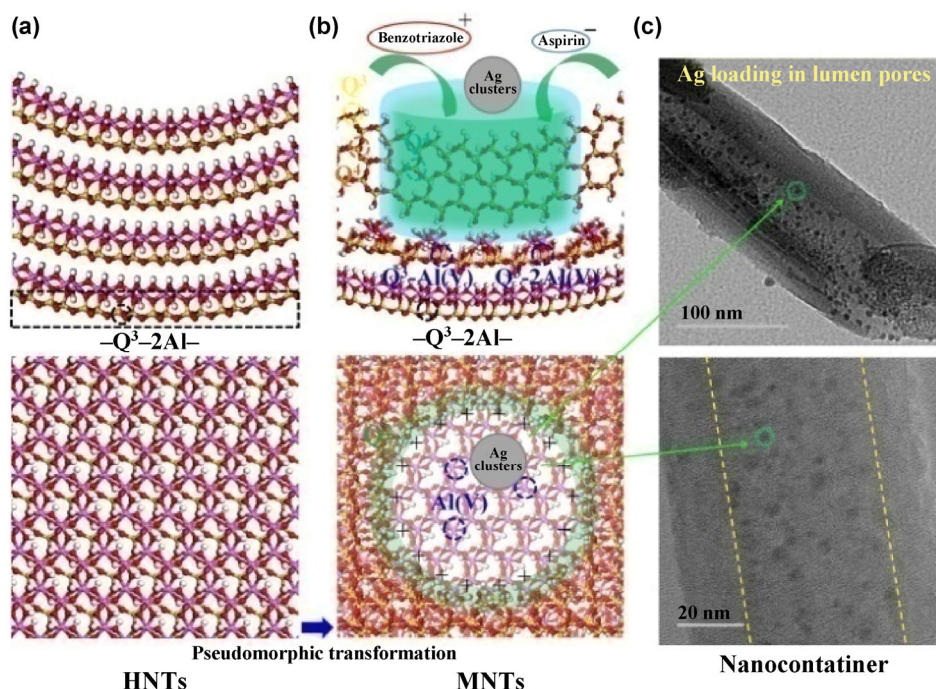 (a)
(b)
(c)
Benzotriazole
+
Aspirin
−
Ag
clusters
Q³
Ag loading in lumen pores
Q³-Al(V)
Q³-2Al(V)
–Q³–2Al–
–Q³–2Al–
100 nm
Ag
clusters
Al(V)
20 nm
Pseudomorphic transformation
HNTs
MNTs
Nanocontatiner